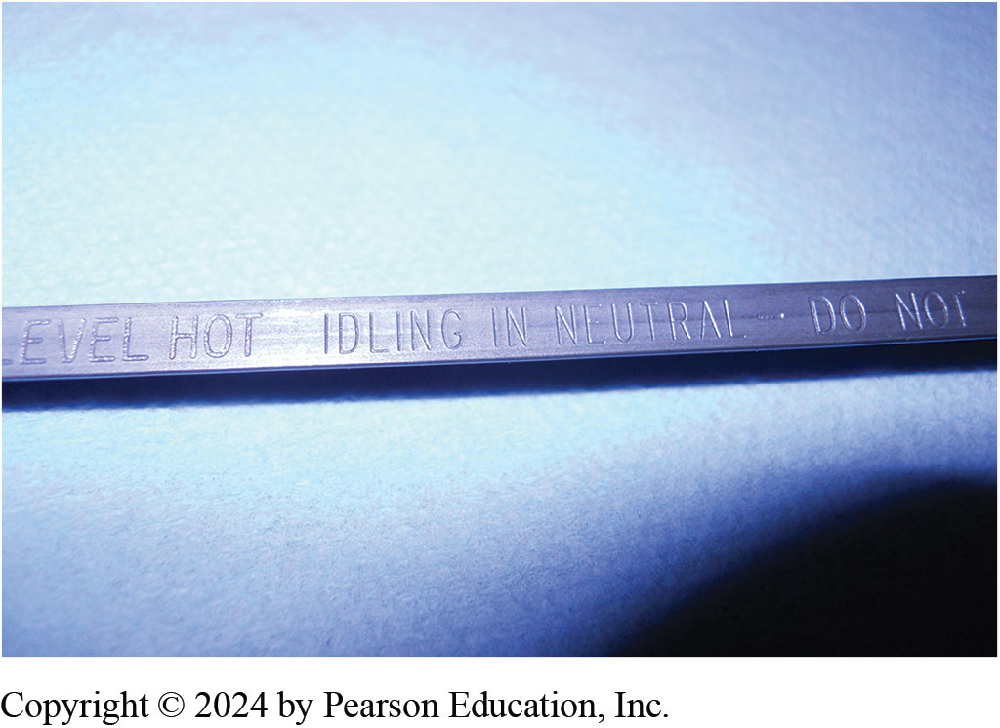 LEVEL HOT IDLING IN NEUTRAL - DO NOT
Copyright © 2024 by Pearson Education, Inc.